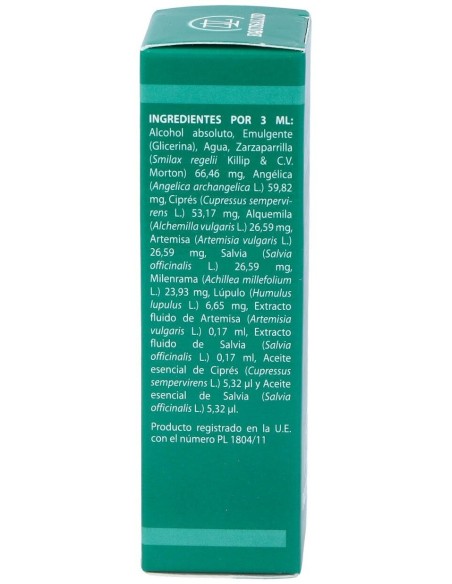 INGREDIENTES POR 3 ML:
Alcohol absoluto, Emulgente
(Glicerina), Agua, Zarzaparrilla
(Smilax regelii Killip & C.V.
Morton) 66,46 mg, Angélica
(Angelica archangelica L.) 59,82
mg, Ciprés (Cupressus sempervi-
rens L.) 53,17 mg, Alquemila
(Alchemilla vulgaris L.) 26,59 mg,
Artemisa (Artemisia vulgaris L.)
26,59 mg, Salvia (Salvia
officinalis L.) 26,59 mg,
Milenrama (Achillea millefolium
L.) 23,93 mg, Lúpulo (Humulus
lupulus L.) 6,65 mg, Extracto
fluido de Artemisa (Artemisia
vulgaris L.) 0,17 ml, Extracto
fluido de Salvia (Salvia
officinalis L.) 0,17 ml, Aceite
esencial de Ciprés (Cupressus
sempervirens L.) 5,32 µl y Aceite
esencial de Salvia (Salvia
officinalis L.) 5,32 µl.
Producto registrado en la U.E.
con el número PL 1804/11